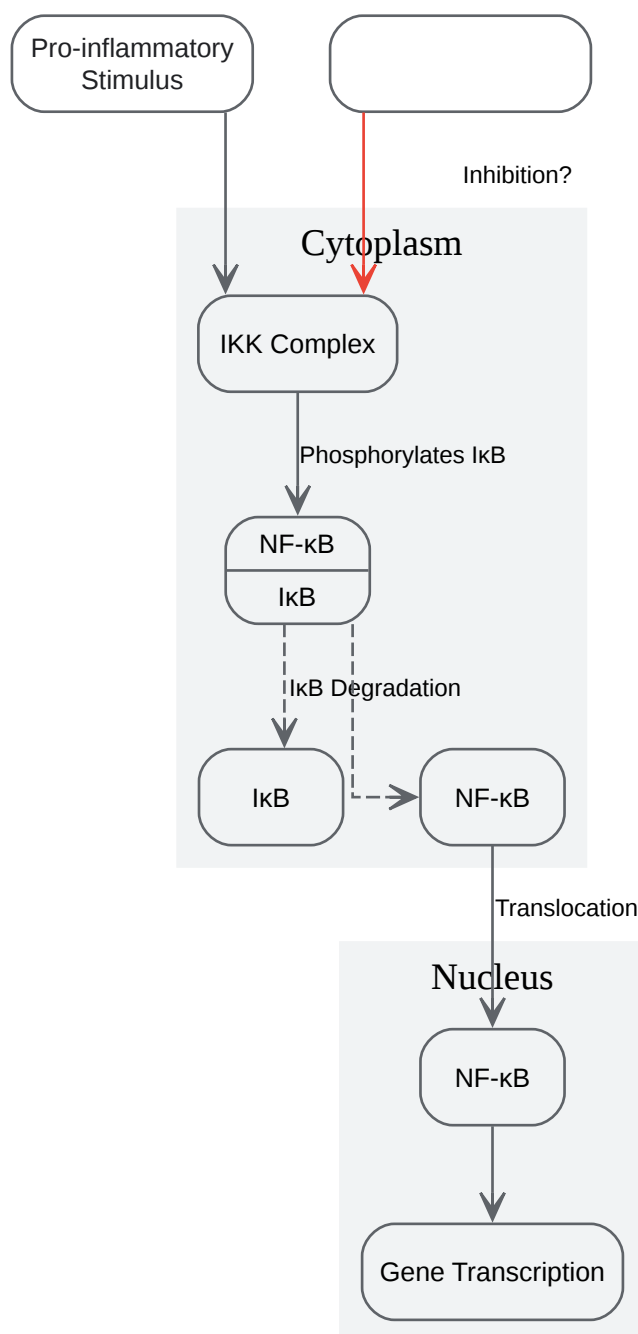 Pro-inflammatory
Stimulus
Inhibition?
Cytoplasm
IKK Complex
Phosphorylates IκB
NF-κB
IκB
IκB Degradation
IκB
NF-κB
Translocation
Nucleus
NF-κB
Gene Transcription